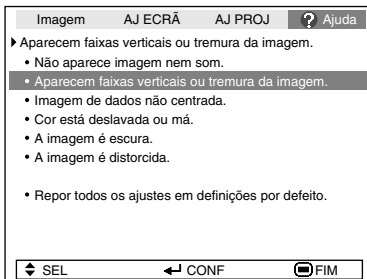 Imagem AJ ECRÃ AJ PROJ ? Ajuda
Aparecem faixas verticais ou tremura da imagem.
• Não aparece imagem nem som.
• Aparecem faixas verticais ou tremura da imagem.
• Imagem de dados não centrada.
• Cor está deslavada ou má.
• A imagem é escura.
• A imagem é distorcida.
• Repor todos os ajustes em definições por defeito.
SEL CONF FIM